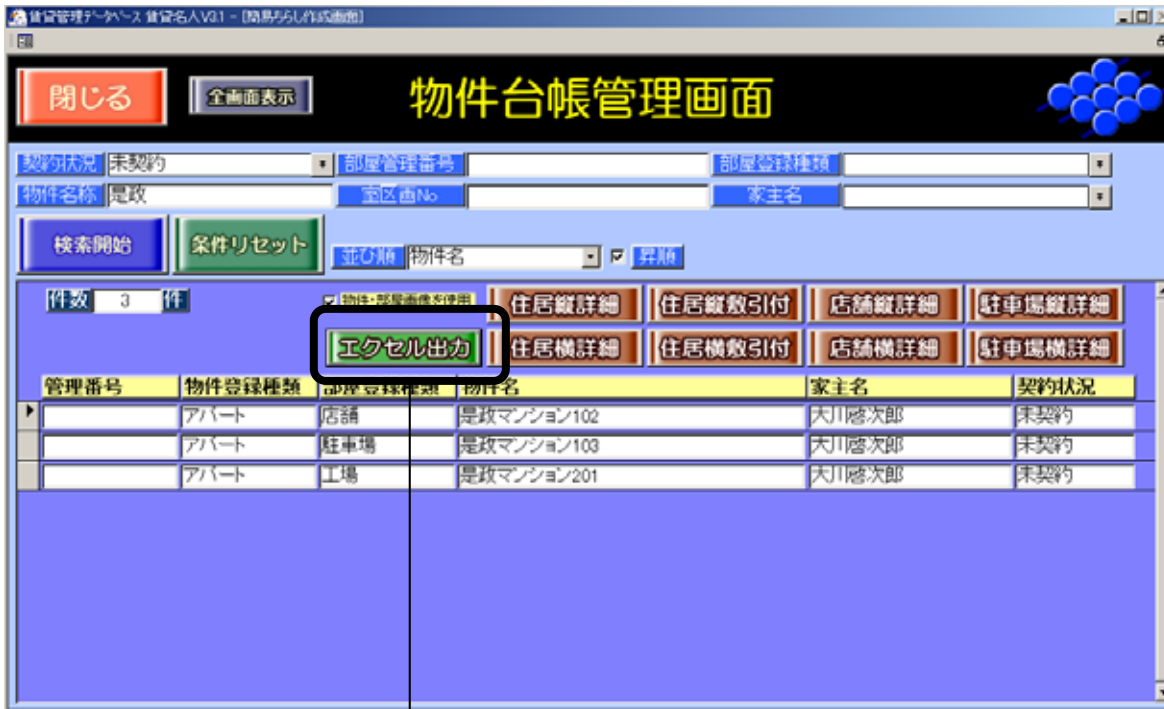 賃貸管理データベース 賃貸名人V3.1 - [簡易ちらし作成画面]
閉じる 全画面表示 物件台帳管理画面
契約状況 未契約 部屋管理番号 部屋登録種類
物件名称 是政 室区画No 家主名
検索開始 条件リセット 並び順 物件名 昇順
件数 3 件 物件・部屋画像を使用 住居縦詳細 住居縦敷引付 店舗縦詳細 駐車場縦詳細
エクセル出力 住居横詳細 住居横敷引付 店舗横詳細 駐車場横詳細
管理番号 物件登録種類 部屋登録種類 物件名 家主名 契約状況
アパート 店舗 是政マンション102 大川啓次郎 未契約
アパート 駐車場 是政マンション103 大川啓次郎 未契約
アパート 工場 是政マンション201 大川啓次郎 未契約